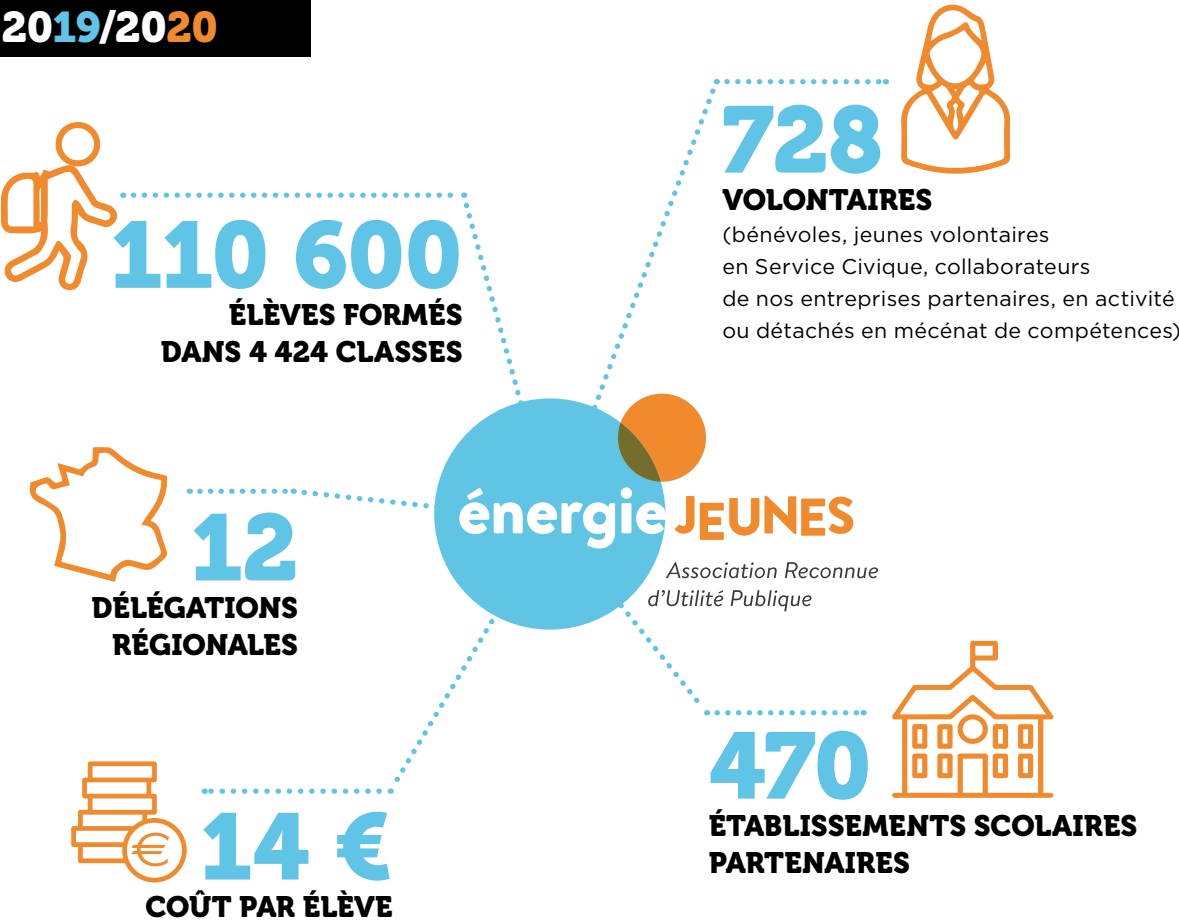 2019/2020
110 600
ÉLÈVES FORMÉS
DANS 4 424 CLASSES
728
VOLONTAIRES
(bénévoles, jeunes volontaires
en Service Civique, collaborateurs
de nos entreprises partenaires, en activité
ou détachés en mécénat de compétences)
énergie JEUNES
Association Reconnue
d'Utilité Publique
12
DÉLÉGATIONS
RÉGIONALES
470
ÉTABLISSEMENTS SCOLAIRES
PARTENAIRES
€
14 €
COÛT PAR ÉLÈVE